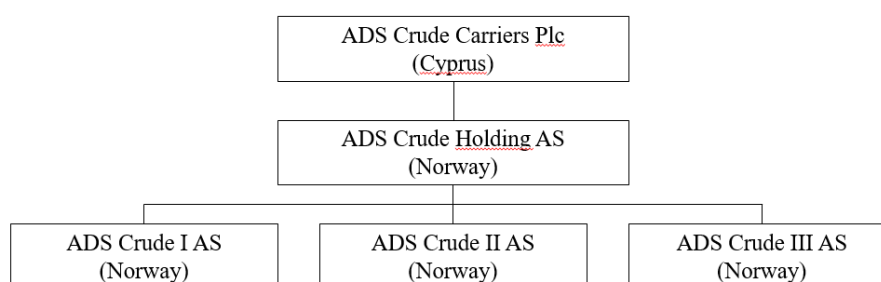 ADS Crude Carriers Plc
(Cyprus)
ADS Crude Holding AS
(Norway)
ADS Crude I AS
(Norway)
ADS Crude II AS
(Norway)
ADS Crude III AS
(Norway)